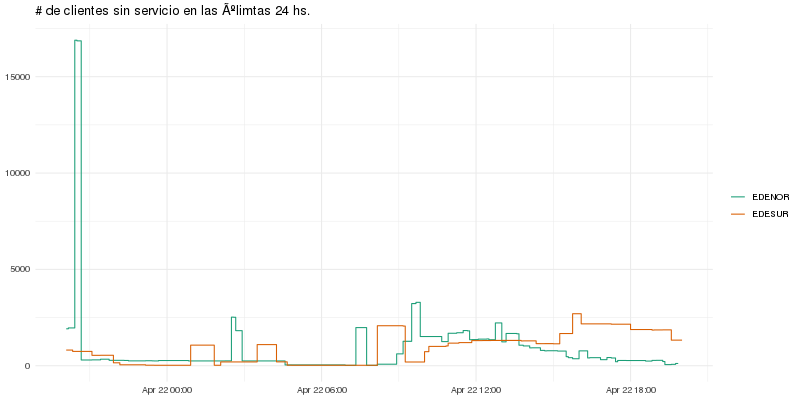 # de clientes sin servicio en las Ãºlimtas 24 hs.
15000
10000
5000
0
Apr 22 00:00
Apr 22 06:00
Apr 22 12:00
Apr 22 18:00
EDENOR
EDESUR